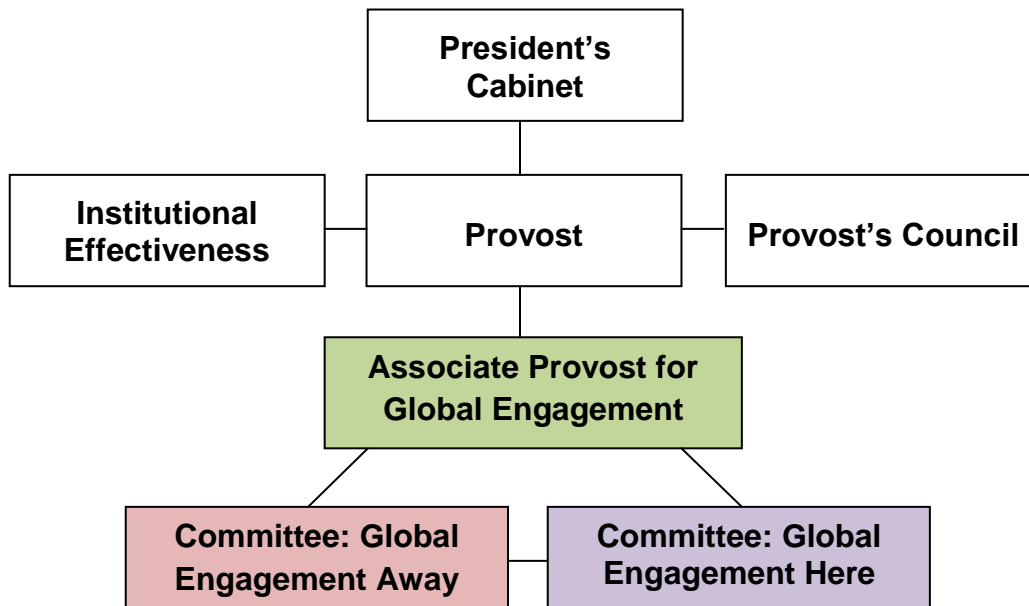 President’s
Cabinet
Institutional
Effectiveness
Provost
Provost’s Council
Associate Provost for
Global Engagement
Committee: Global
Engagement Away
Committee: Global
Engagement Here